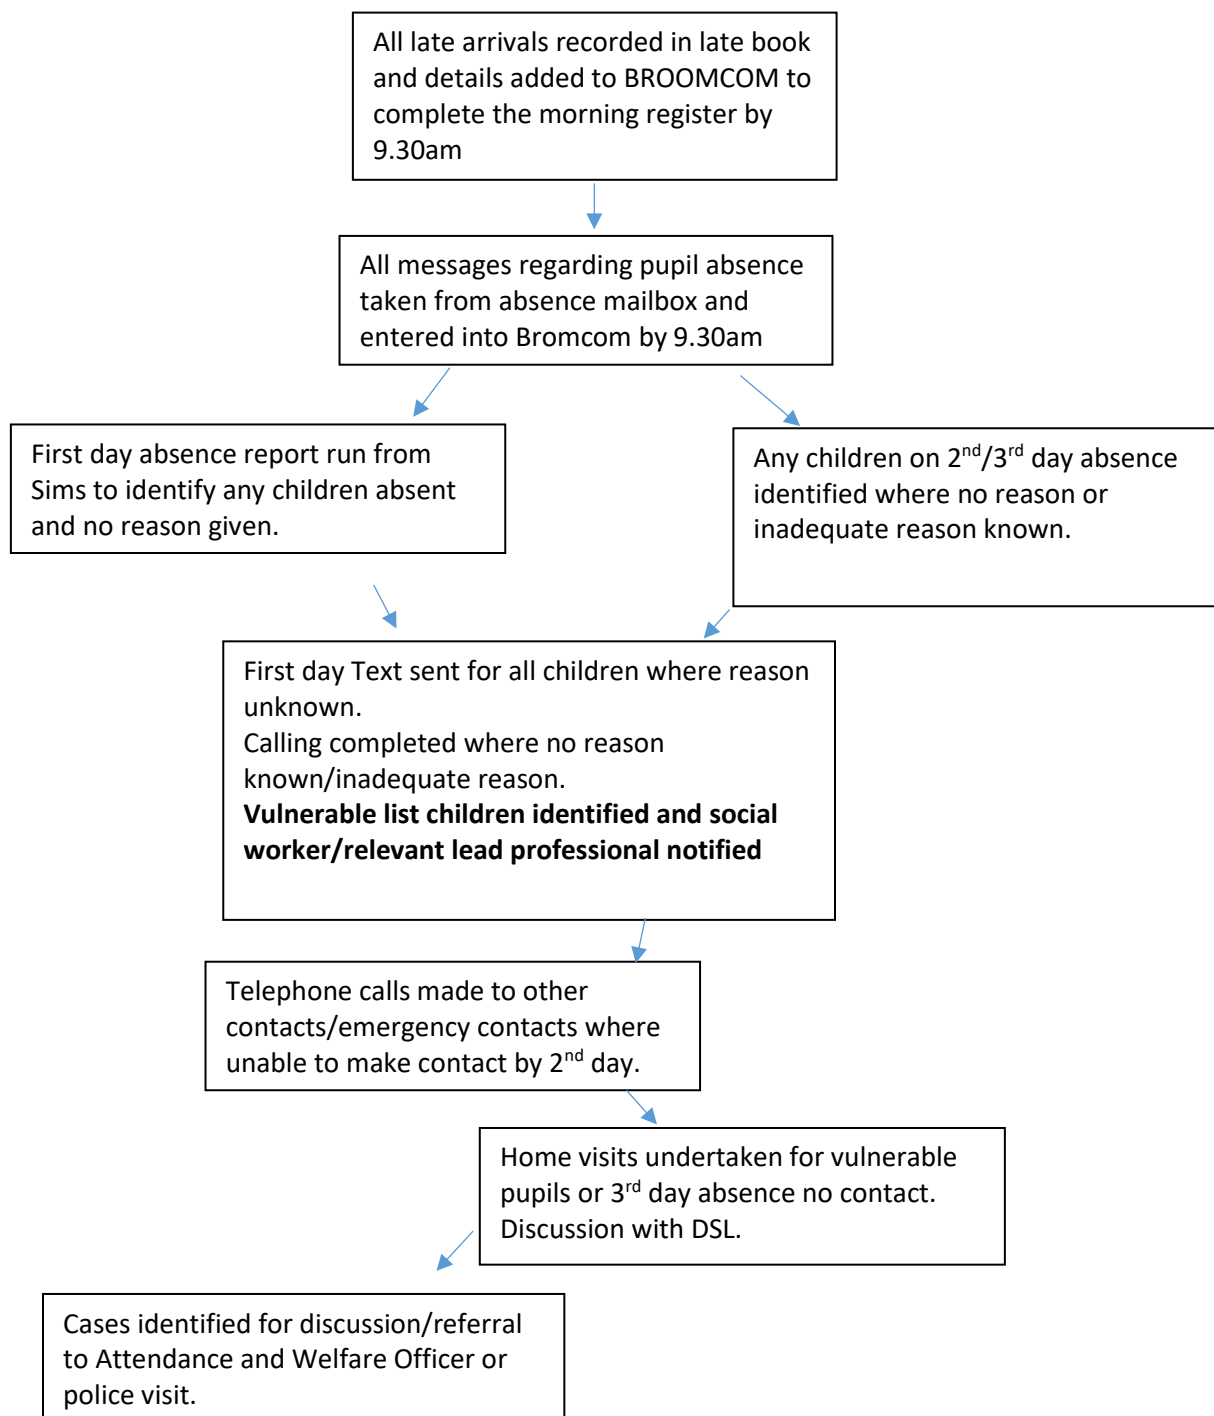 All late arrivals recorded in late book
and details added to BROOMCOM to
complete the morning register by
9.30am
All messages regarding pupil absence
taken from absence mailbox and
entered into Bromcom by 9.30am
First day absence report run from
Sims to identify any children absent
and no reason given.
Any children on 2nd/3rd day absence
identified where no reason or
inadequate reason known.
First day Text sent for all children where reason
unknown.
Calling completed where no reason
known/inadequate reason.
Vulnerable list children identified and social
worker/relevant lead professional notified
Telephone calls made to other
contacts/emergency contacts where
unable to make contact by 2nd day.
Home visits undertaken for vulnerable
pupils or 3rd day absence no contact.
Discussion with DSL.
Cases identified for discussion/referral
to Attendance and Welfare Officer or
police visit.